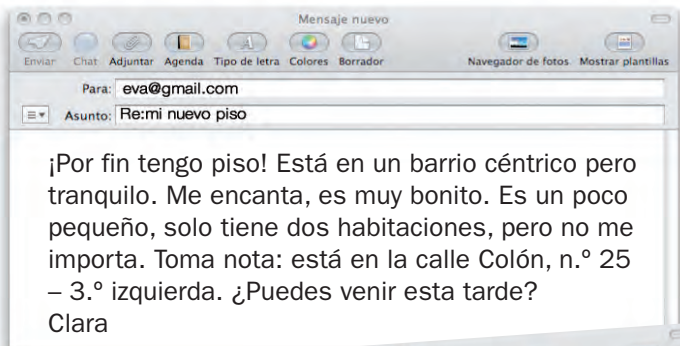 Mensaje nuevo
Enviar Chat Adjuntar Agenda Tipo de letra Colores Borrador Navegador de fotos Mostrar plantillas
Para: eva@gmail.com
Asunto: Re:mi nuevo piso
¡Por fin tengo piso! Está en un barrio céntrico pero
tranquilo. Me encanta, es muy bonito. Es un poco
pequeño, solo tiene dos habitaciones, pero no me
importa. Toma nota: está en la calle Colón, n.º 25
– 3.º izquierda. ¿Puedes venir esta tarde?
Clara